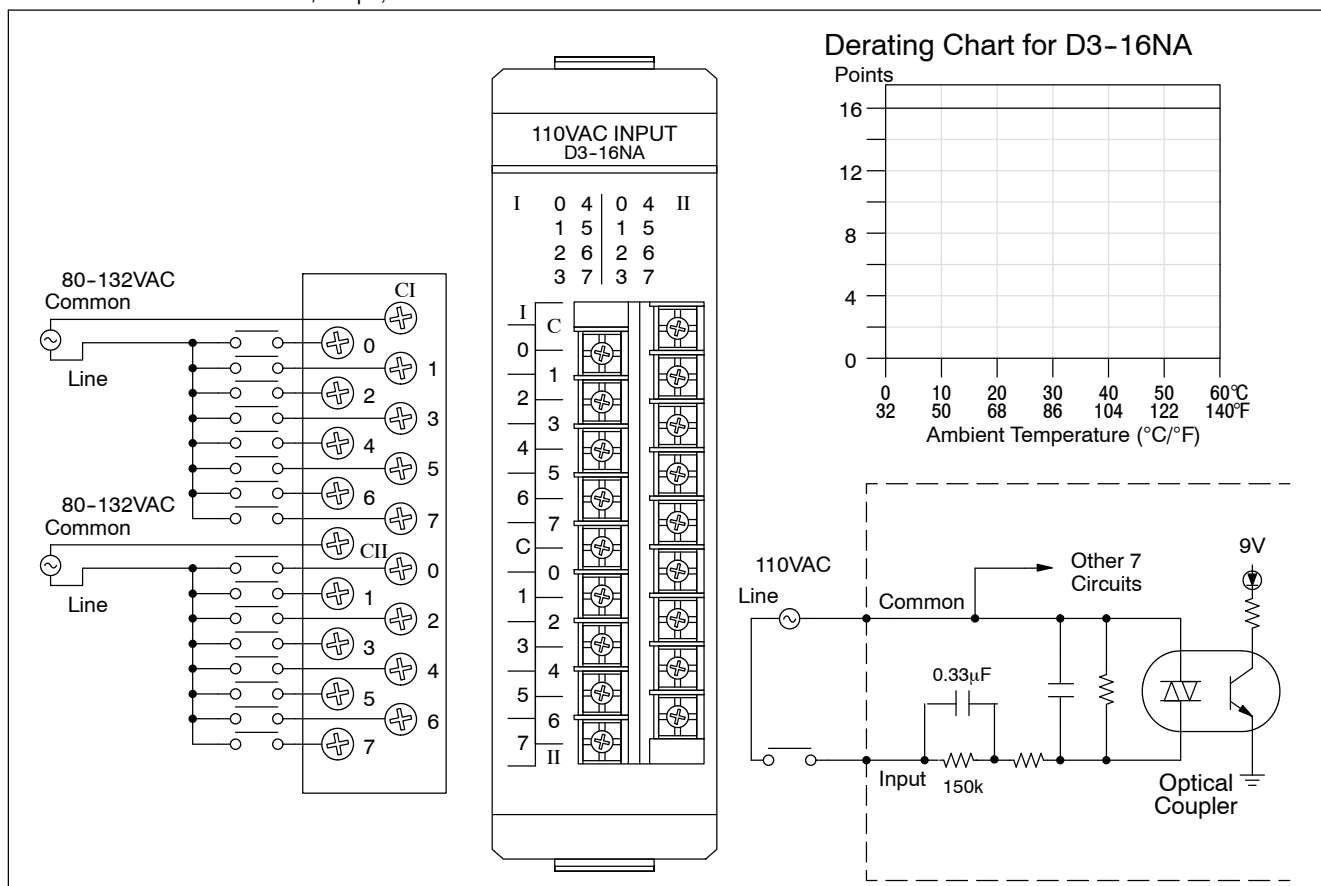 80-132VAC
Common
Line
CI
0
1
2
3
4
5
6
7
80-132VAC
Common
Line
CII
0
1
2
3
4
5
6
7
110VAC INPUT
D3-16NA
I 0 4 0 4 II
1 5 1 5
2 6 2 6
3 7 3 7
I
C
0
1
2
3
4
5
6
7
C
0
1
2
3
4
5
6
7
II
Derating Chart for D3-16NA
Points
16
12
8
4
0
0 10 20 30 40 50 60°C
32 50 68 86 104 122 140°F
Ambient Temperature (°C/°F)
110VAC
Line
Common
Other 7
Circuits
9V
0.33µF
Input
150k
Optical
Coupler